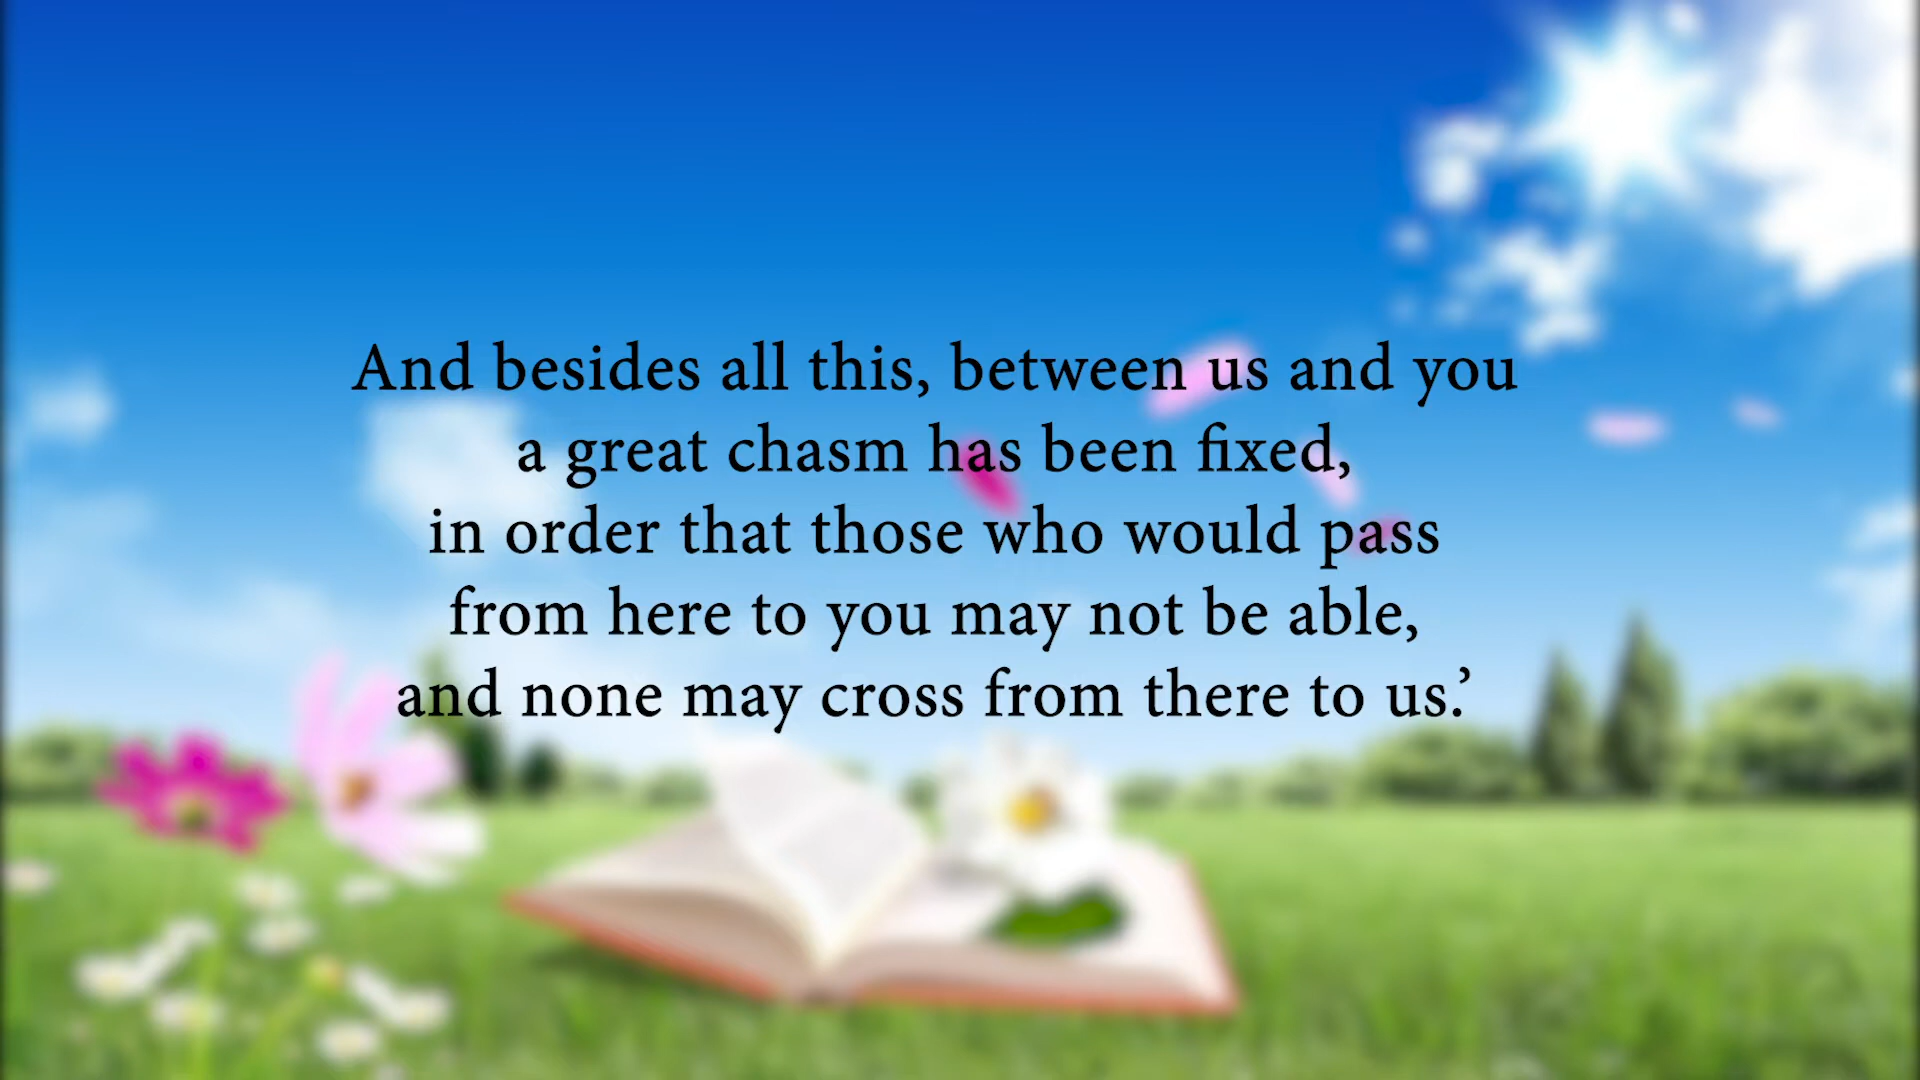 And besides all this, between us and you
a great chasm has been fixed,
in order that those who would pass
from here to you may not be able,
and none may cross from there to us.’